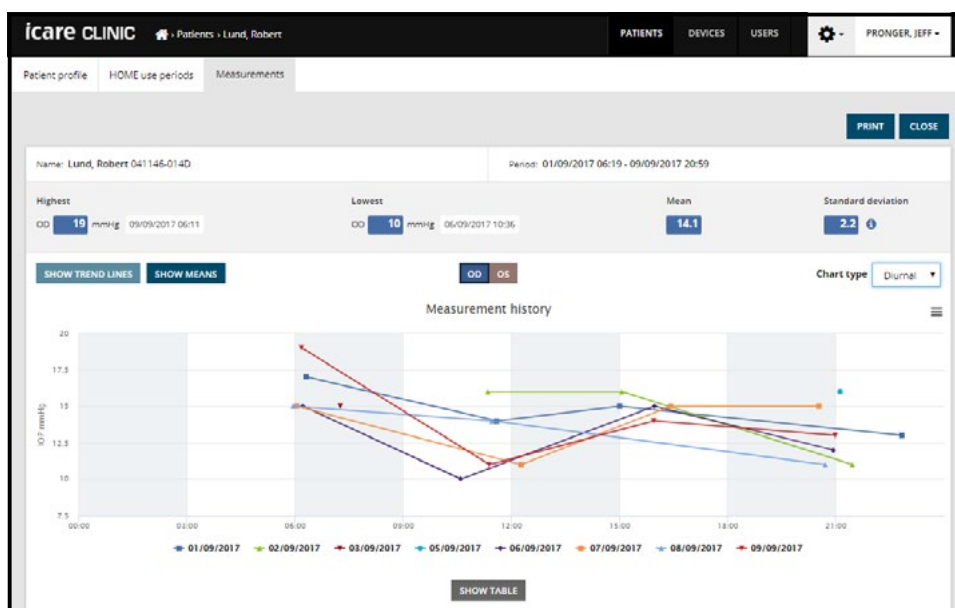 icare CLINIC › Patients › Lund, Robert PATIENTS DEVICES USERS PRONGER, JEFF
Patient profile HOME use periods Measurements
PRINT CLOSE
Name: Lund, Robert 041146-014D Period: 01/09/2017 06:19 - 09/09/2017 20:59
Highest Lowest Mean Standard deviation
OD 19 mmHg 09/09/2017 06:11 OD 10 mmHg 06/09/2017 10:36 14.1 2.2
SHOW TREND LINES SHOW MEANS OD OS Chart type Diurnal
Measurement history
20
17.5
15
12.5
10
7.5
IOP mmHg
00:00 03:00 06:00 09:00 12:00 15:00 18:00 21:00
01/09/2017 02/09/2017 03/09/2017 05/09/2017 06/09/2017 07/09/2017 08/09/2017 09/09/2017
SHOW TABLE